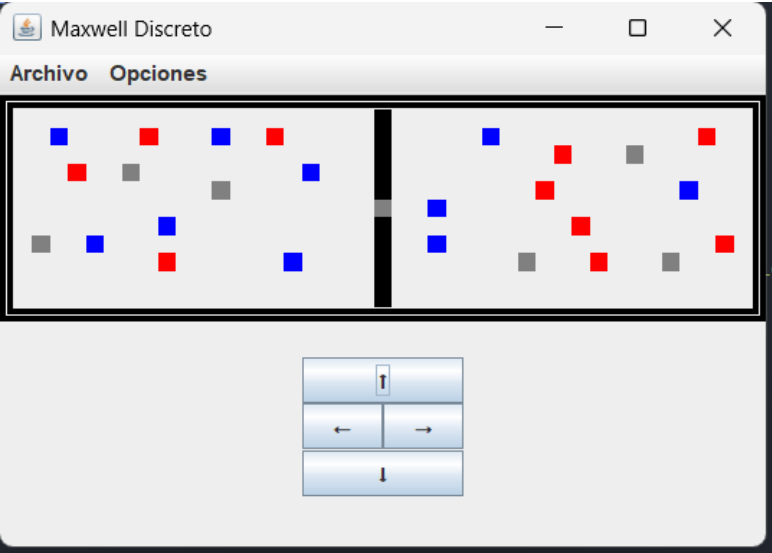 Maxwell Discreto
Archivo Opciones
↑
← →
↓